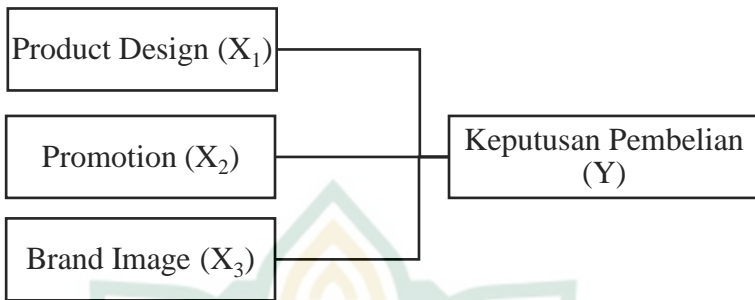 Product Design (X₁)
Promotion (X₂)
Brand Image (X₃)
Keputusan Pembelian
(Y)